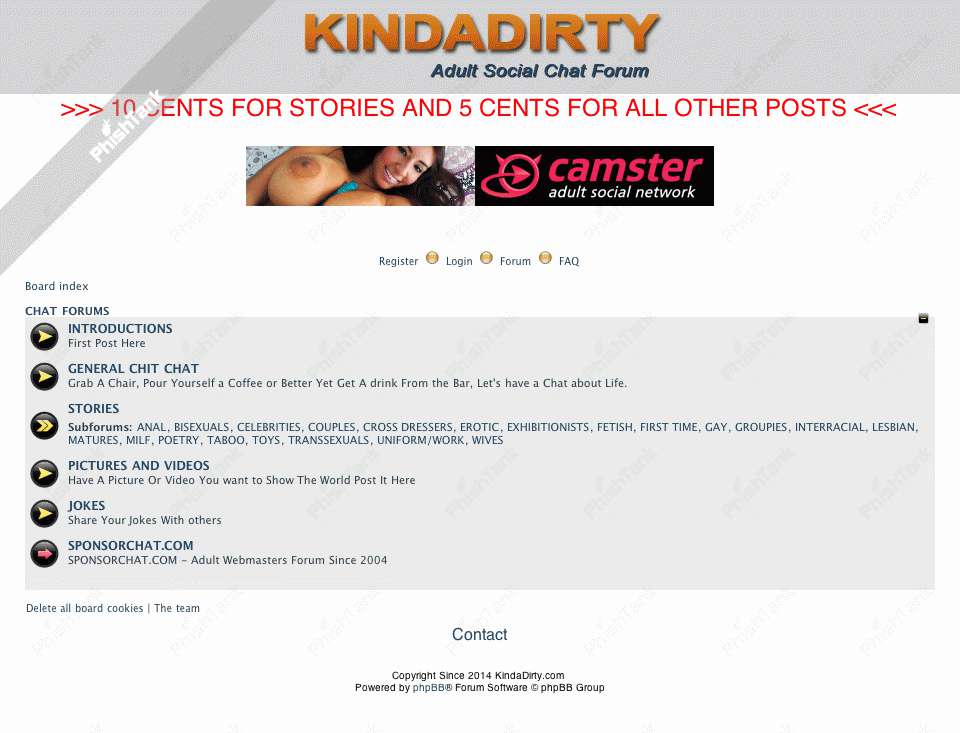 KINDADIRTY
Adult Social Chat Forum
>>> 10 CENTS FOR STORIES AND 5 CENTS FOR ALL OTHER POSTS <<<
PhishTank
camster
adult social network
Register Login Forum FAQ
Board index
CHAT FORUMS
INTRODUCTIONS
First Post Here
GENERAL CHIT CHAT
Grab A Chair, Pour Yourself a Coffee or Better Yet Get A drink From the Bar, Let's have a Chat about Life.
STORIES
Subforums: ANAL, BISEXUALS, CELEBRITIES, COUPLES, CROSS DRESSERS, EROTIC, EXHIBITIONISTS, FETISH, FIRST TIME, GAY, GROUPIES, INTERRACIAL, LESBIAN,
MATURES, MILF, POETRY, TABOO, TOYS, TRANSSEXUALS, UNIFORM/WORK, WIVES
PICTURES AND VIDEOS
Have A Picture Or Video You want to Show The World Post It Here
JOKES
Share Your Jokes With others
SPONSORCHAT.COM
SPONSORCHAT.COM - Adult Webmasters Forum Since 2004
Delete all board cookies | The team
Contact
Copyright Since 2014 KindaDirty.com
Powered by phpBB® Forum Software © phpBB Group